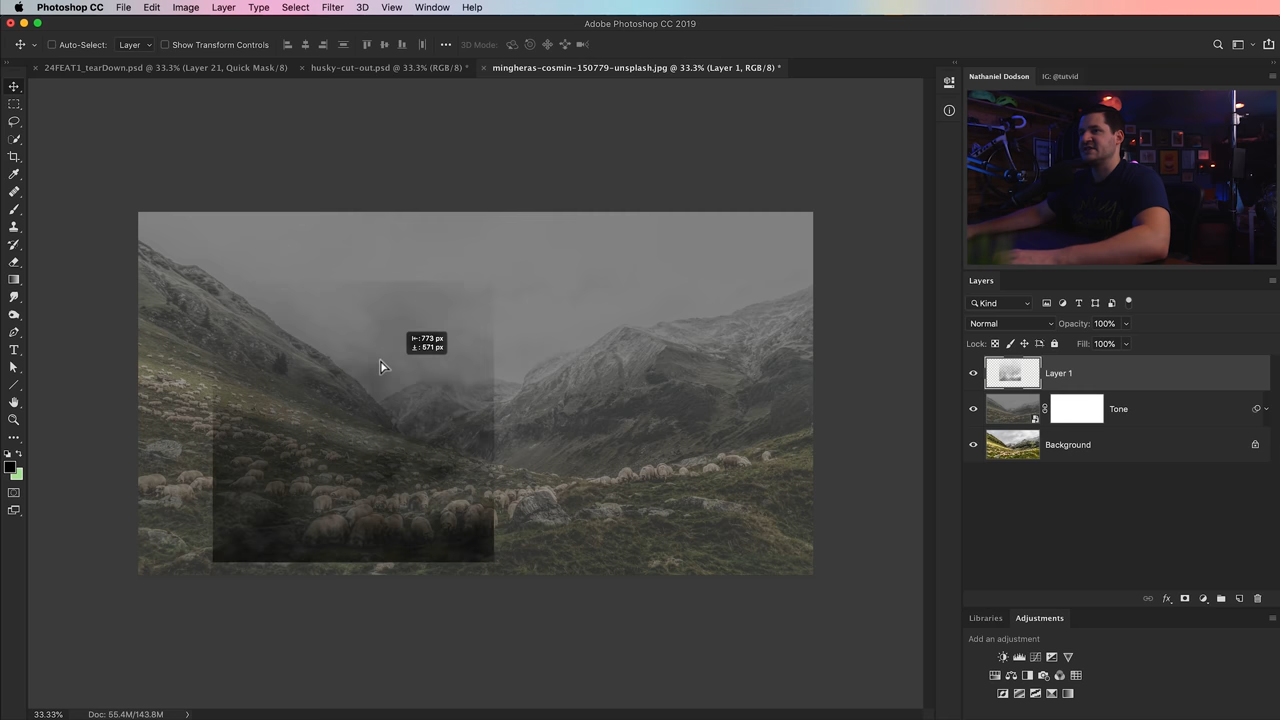 Photoshop CC File Edit Image Layer Type Select Filter 3D View Window Help
Adobe Photoshop CC 2019
Auto-Select: Layer Show Transform Controls 3D Mode:
24FEAT1_tearDown.psd @ 33.3% (Layer 21, Quick Mask/8) husky-cut-out.psd @ 33.3% (RGB/8) * mingheras-cosmin-150779-unsplash.jpg @ 33.3% (Layer 1, RGB/8) *
Nathaniel Dodson IG: @tutvid
Layers
Kind
Normal Opacity: 100%
Lock: Fill: 100%
Layer 1
Tone
Background
773 px
571 px
Libraries Adjustments
Add an adjustment
33.33% Doc: 55.4M/143.8M